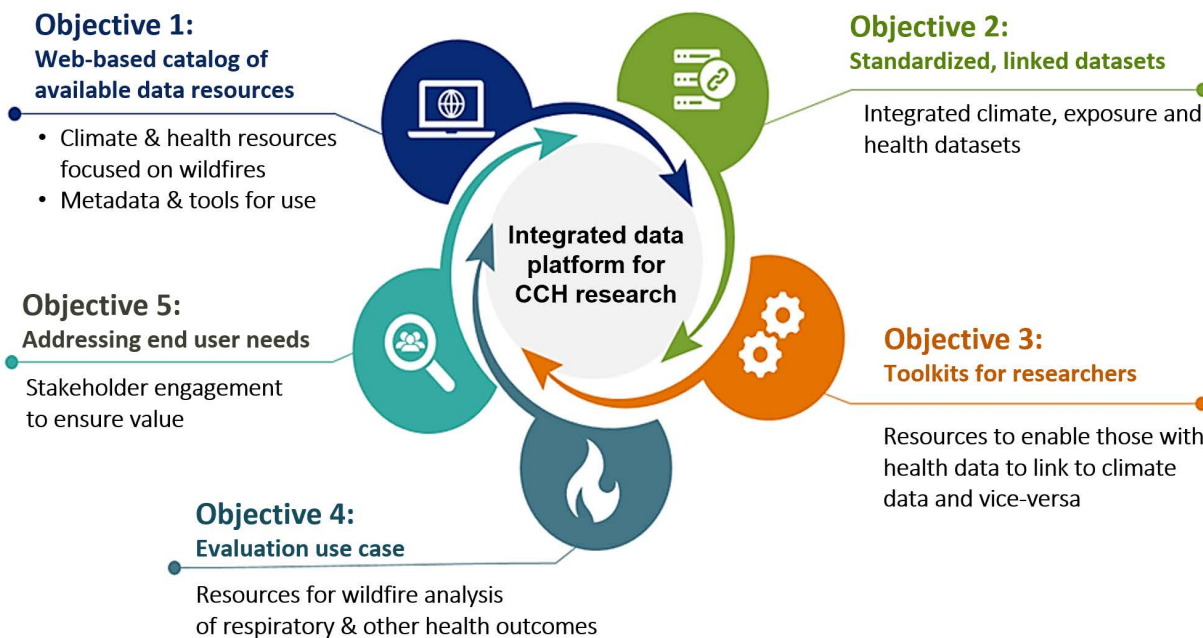 Objective 1:
Web-based catalog of
available data resources
• Climate & health resources
focused on wildfires
• Metadata & tools for use
Objective 2:
Standardized, linked datasets
Integrated climate, exposure and
health datasets
Integrated data
platform for
CCH research
Objective 3:
Toolkits for researchers
Resources to enable those with
health data to link to climate
data and vice-versa
Objective 4:
Evaluation use case
Resources for wildfire analysis
of respiratory & other health outcomes
Objective 5:
Addressing end user needs
Stakeholder engagement
to ensure value